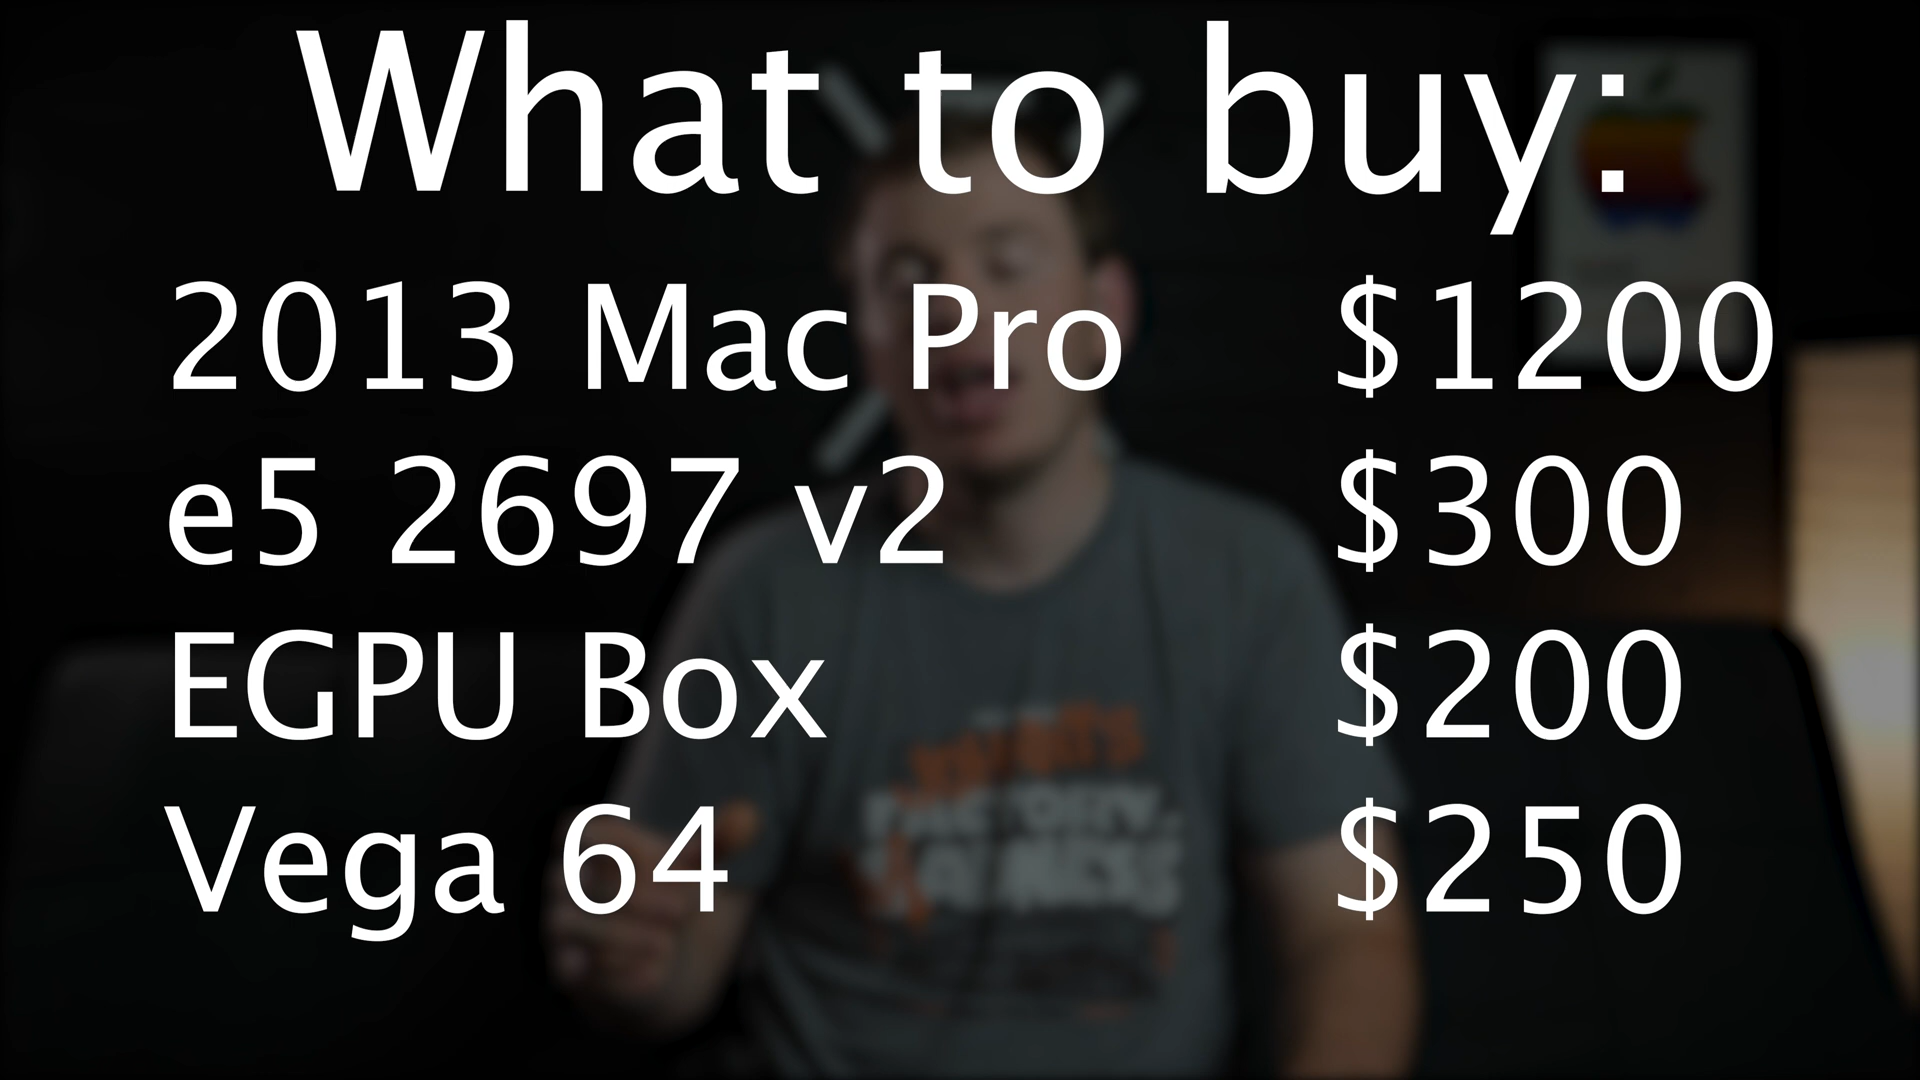 What to buy:
2013 Mac Pro $1200
e5 2697 v2 $300
EGPU Box $200
Vega 64 $250